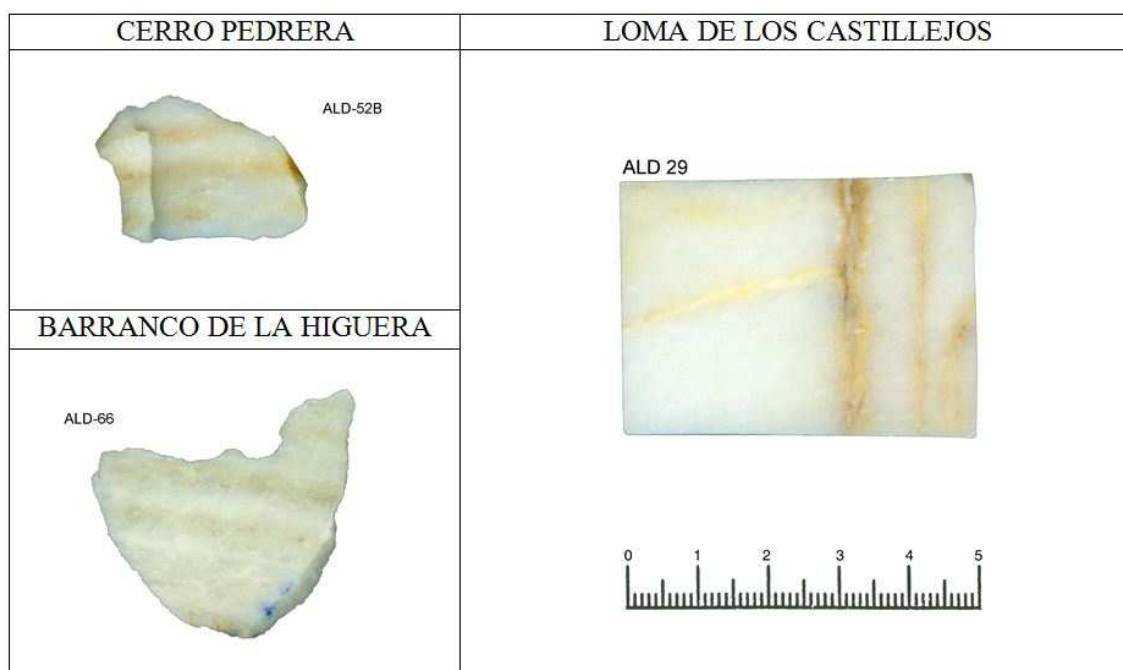 CERRO PEDRERA
ALD-52B
BARRANCO DE LA HIGUERA
ALD-66
LOMA DE LOS CASTILLEJOS
ALD 29
0 1 2 3 4 5